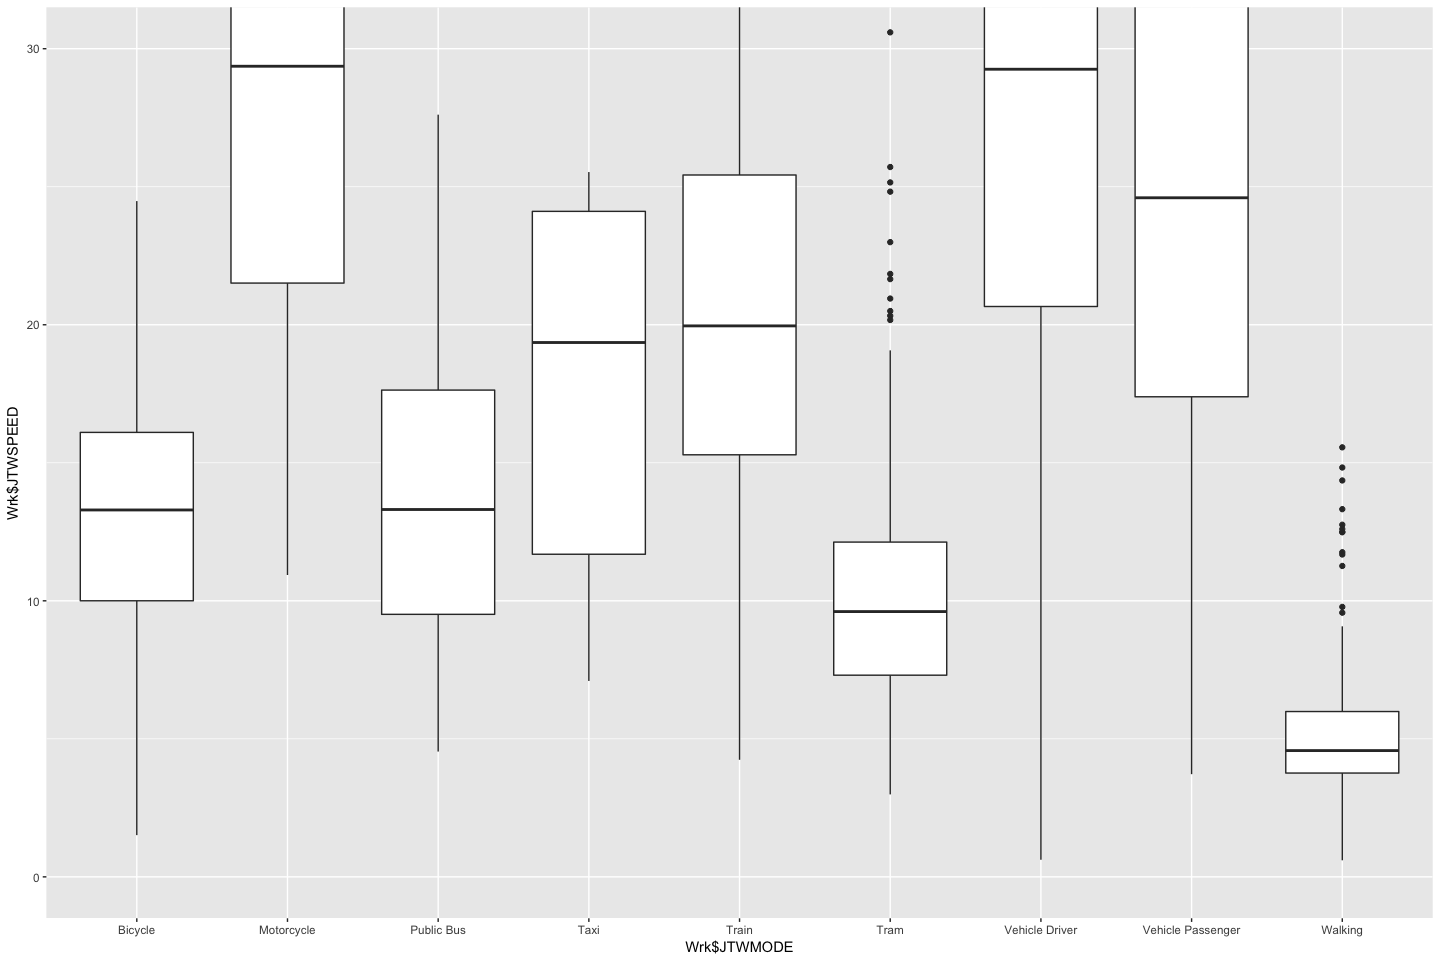 30
20
10
0
Wrk$JTWSPEED
Bicycle Motorcycle Public Bus Taxi Train Tram Vehicle Driver Vehicle Passenger Walking
Wrk$JTWMODE